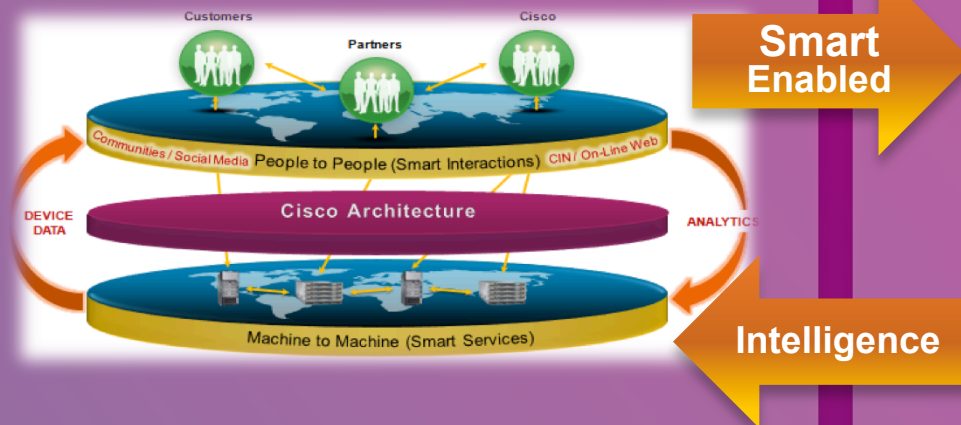 Customers
Cisco
Partners
Smart
Enabled
Communities / Social Media
People to People (Smart Interactions)
CIN / On-Line Web
DEVICE
DATA
Cisco Architecture
ANALYTICS
Machine to Machine (Smart Services)
Intelligence